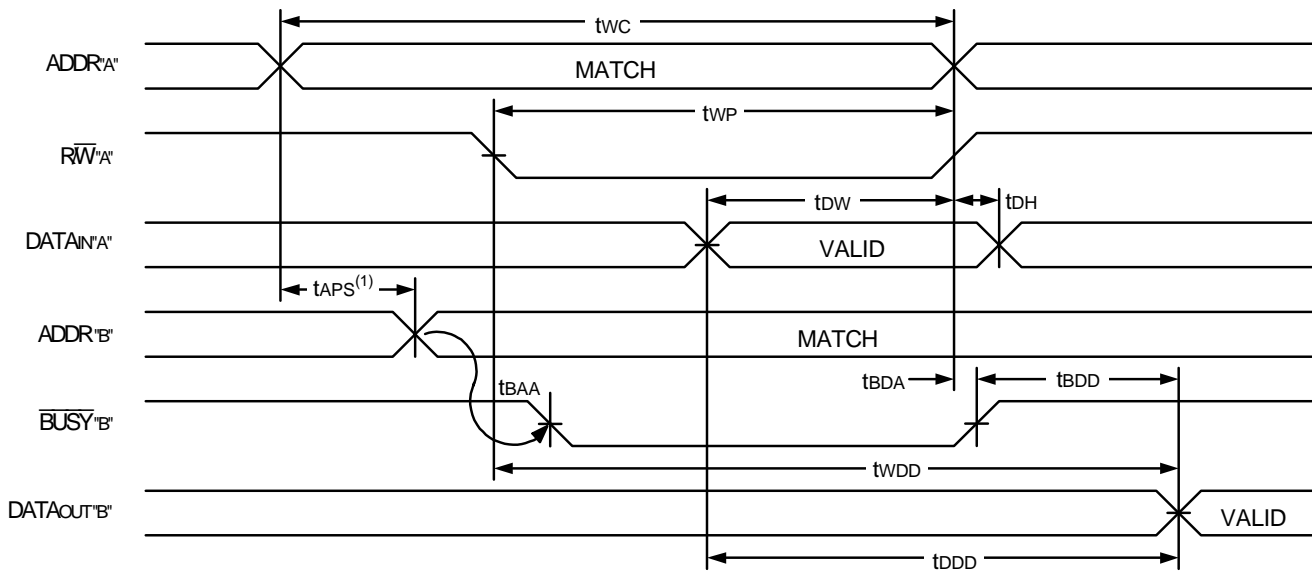 tWC
ADDR"A"
MATCH
tWP
R/W"A"
tDW
tDH
DATAIN"A"
VALID
tAPS(1)
ADDR"B"
MATCH
tBAA
tBDA
tBDD
BUSY"B"
tWDD
DATAOUT"B"
VALID
tDDD